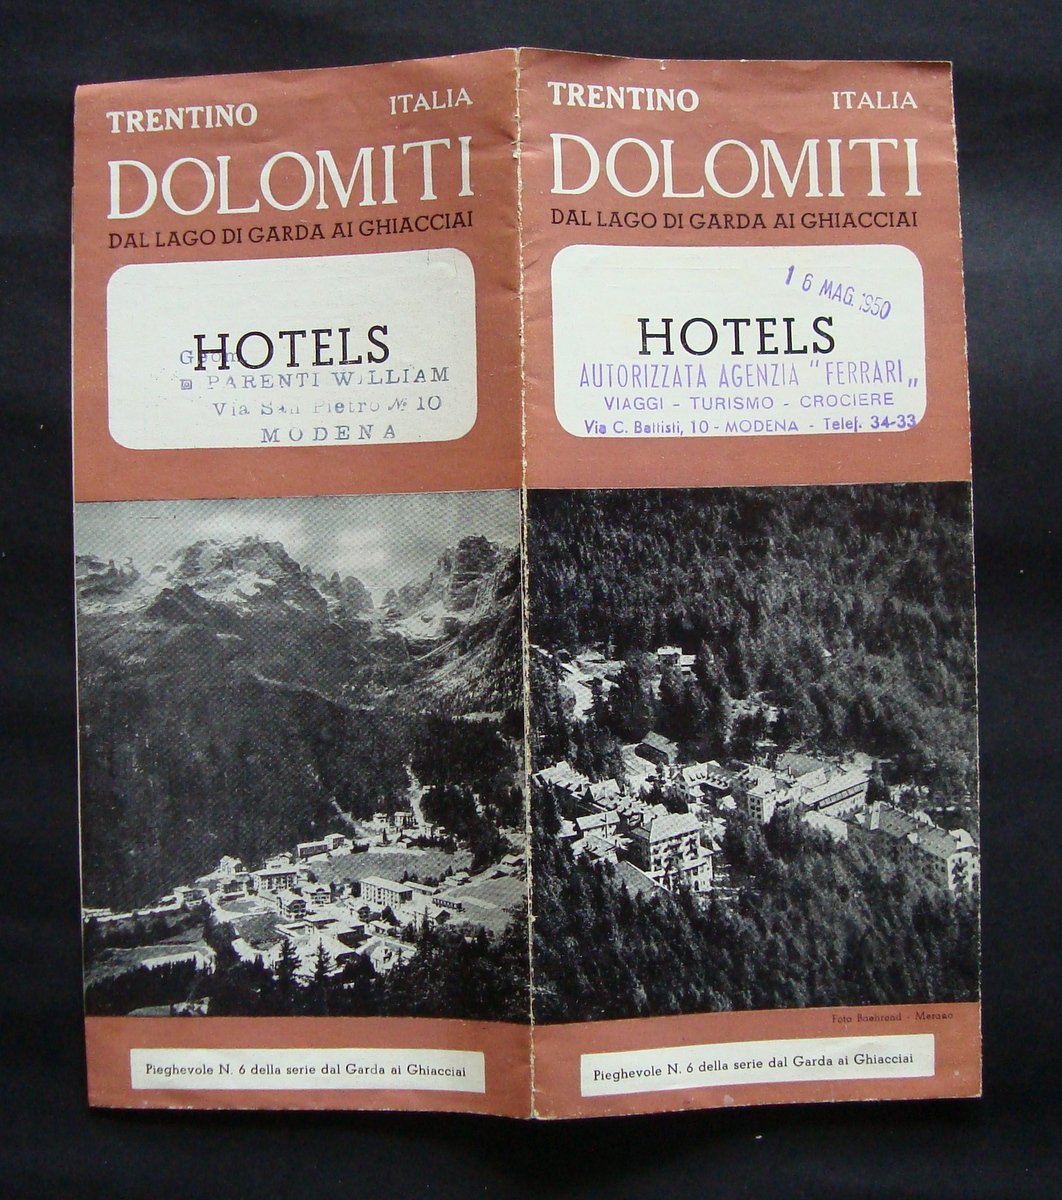 TRENTINO ITALIA
DOLOMITI
DAL LAGO DI GARDA AI GHIACCIAI
HOTELS
Geom.
PARENTI WILLIAM
Via San Pietro № 10
MODENA
Pieghevole N. 6 della serie dal Garda ai Ghiacciai
TRENTINO ITALIA
DOLOMITI
DAL LAGO DI GARDA AI GHIACCIAI
16 MAG. 1950
HOTELS
AUTORIZZATA AGENZIA "FERRARI„
VIAGGI - TURISMO - CROCIERE
Via C. Battisti, 10 - MODENA - Telef. 34-33
Foto Baehrend - Merano
Pieghevole N. 6 della serie dal Garda ai Ghiacciai